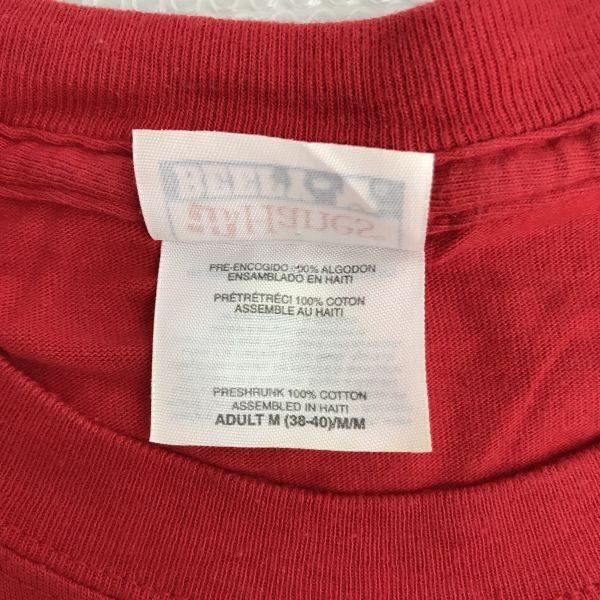 PRE-ENCOGIDO 100% ALGODON
ENSAMBLADO EN HAITI
PRÉTRÉTRÉCI 100% COTON
ASSEMBLE AU HAITI
PRESHRUNK 100% COTTON
ASSEMBLED IN HAITI
ADULT M (38-40)/M/M